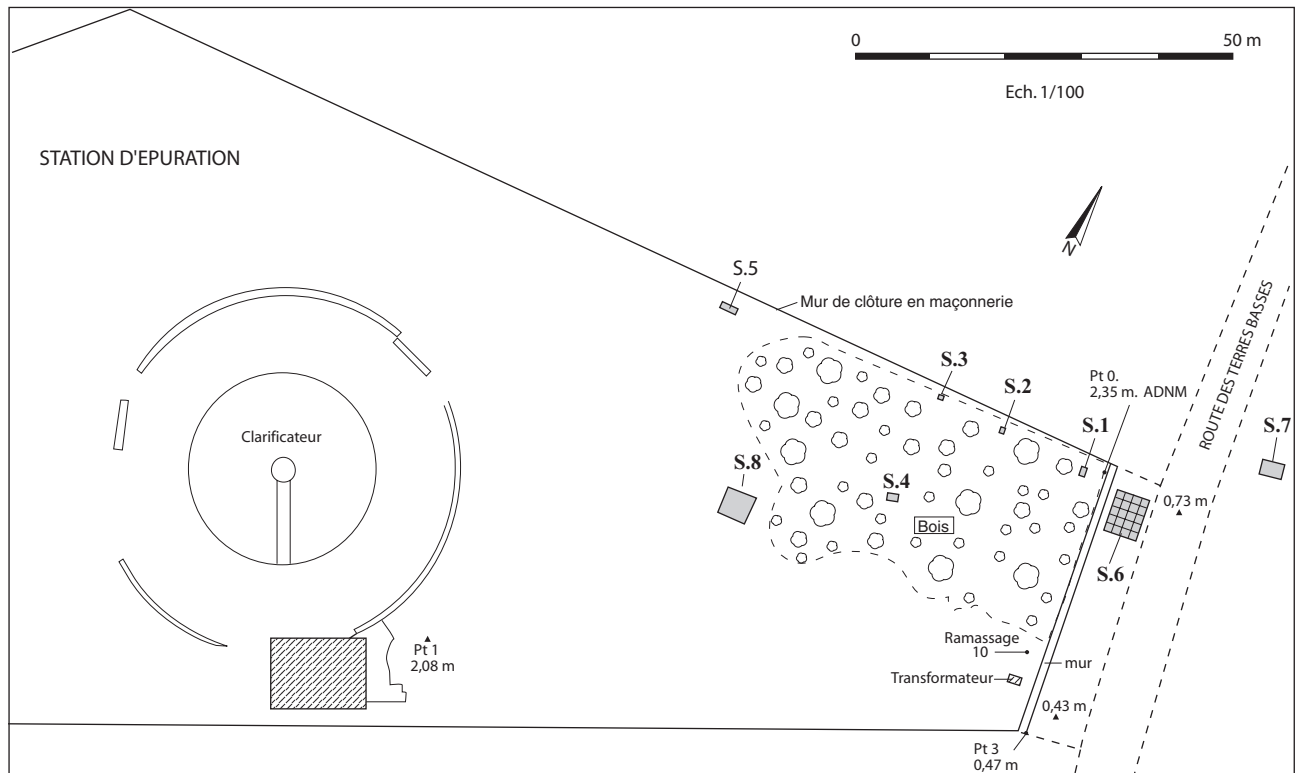 0 50 m
Ech. 1/100
STATION D'EPURATION
N
S.5
Mur de clôture en maçonnerie
ROUTE DES TERRES BASSES
S.3
Pt 0.
2,35 m. ADNM
S.2
S.1
S.7
Clarificateur
S.8
S.4
0,73 m
Bois
S.6
Ramassage
10
Pt 1
2,08 m
mur
Transformateur
0,43 m
Pt 3
0,47 m